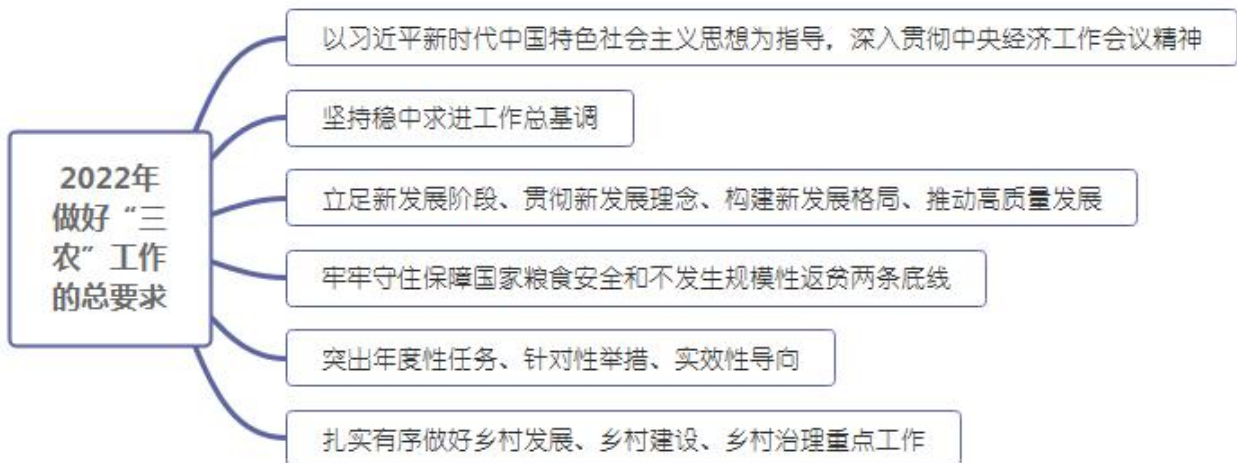 以习近平新时代中国特色社会主义思想为指导，深入贯彻中央经济工作会议精神
坚持稳中求进工作总基调
2022年
做好“三
农”工作
的总要求
立足新发展阶段、贯彻新发展理念、构建新发展格局、推动高质量发展
牢牢守住保障国家粮食安全和不发生规模性返贫两条底线
突出年度性任务、针对性举措、实效性导向
扎实有序做好乡村发展、乡村建设、乡村治理重点工作